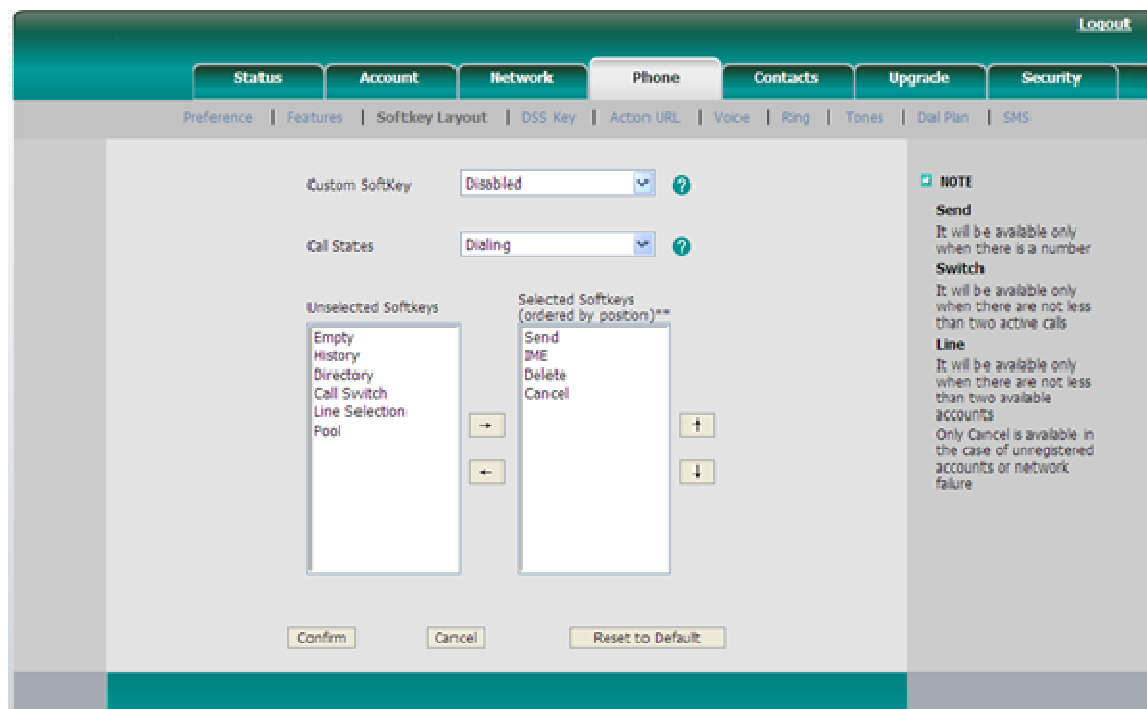 Logout
Status Account Network Phone Contacts Upgrade Security
Preference | Features | Softkey Layout | DSS Key | Action URL | Voice | Ring | Tones | Dial Plan | SMS
Custom SoftKey Disabled ?
Call States Dialing ?
Unselected Softkeys
Empty
History
Directory
Call Switch
Line Selection
Pool
→
←
Selected Softkeys
(ordered by position)**
Send
IME
Delete
Cancel
↑
↓
Confirm Cancel Reset to Default
NOTE
Send
It will be available only
when there is a number
Switch
It will be available only
when there are not less
than two active calls
Line
It will be available only
when there are not less
than two available
accounts
Only Cancel is available in
the case of unregistered
accounts or network
failure